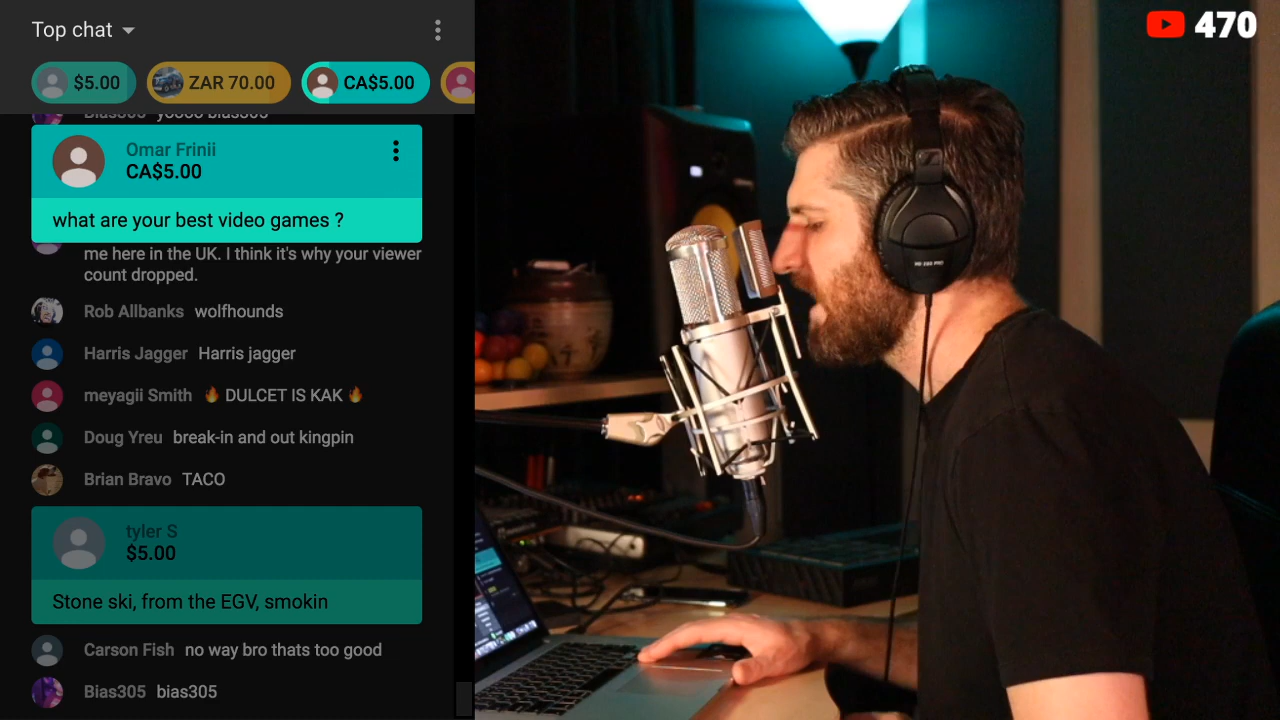 Top chat
$5.00
ZAR 70.00
CA$5.00
Bias305 yoooo bias305
Omar Frinii
CA$5.00
what are your best video games ?
me here in the UK. I think it's why your viewer
count dropped.
Rob Allbanks wolfhounds
Harris Jagger Harris jagger
meyagii Smith 🔥 DULCET IS KAK 🔥
Doug Yreu break-in and out kingpin
Brian Bravo TACO
tyler S
$5.00
Stone ski, from the EGV, smokin
Carson Fish no way bro thats too good
Bias305 bias305
470